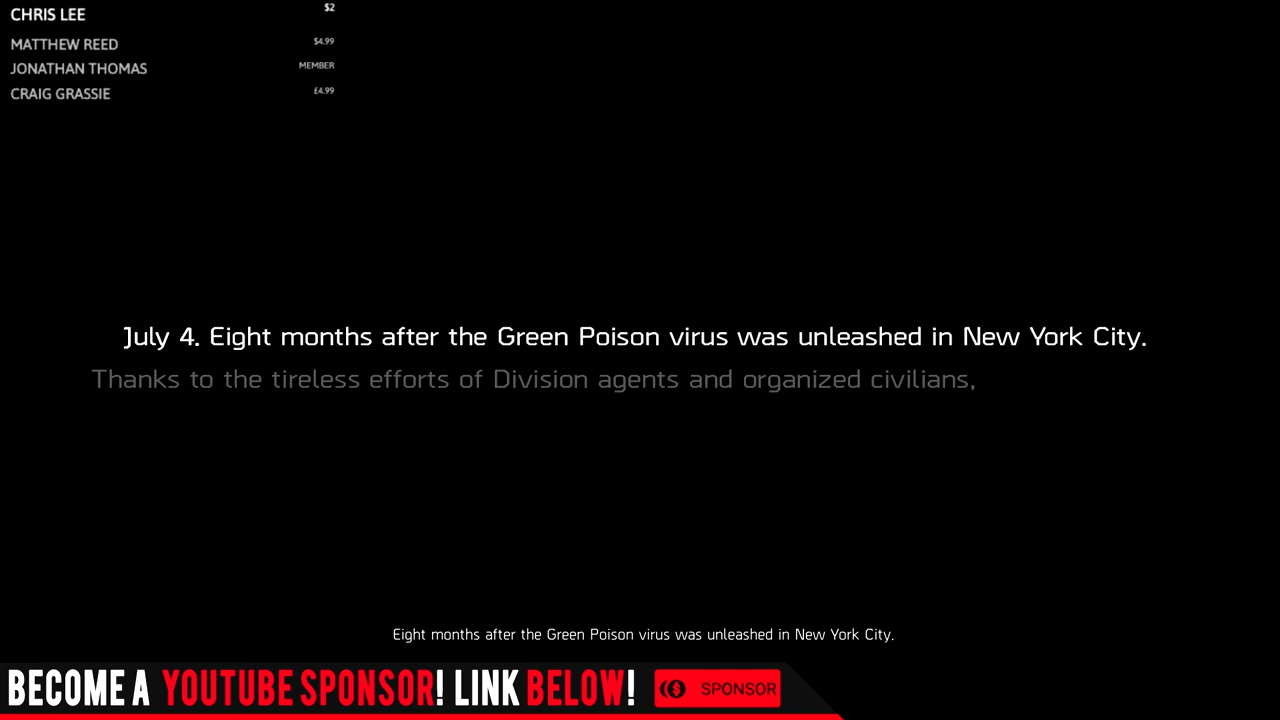 CHRIS LEE $2
MATTHEW REED $4.99
JONATHAN THOMAS MEMBER
CRAIG GRASSIE £4.99
July 4. Eight months after the Green Poison virus was unleashed in New York City.
Thanks to the tireless efforts of Division agents and organized civilians,
Eight months after the Green Poison virus was unleashed in New York City.
BECOME A YOUTUBE SPONSOR! LINK BELOW! SPONSOR